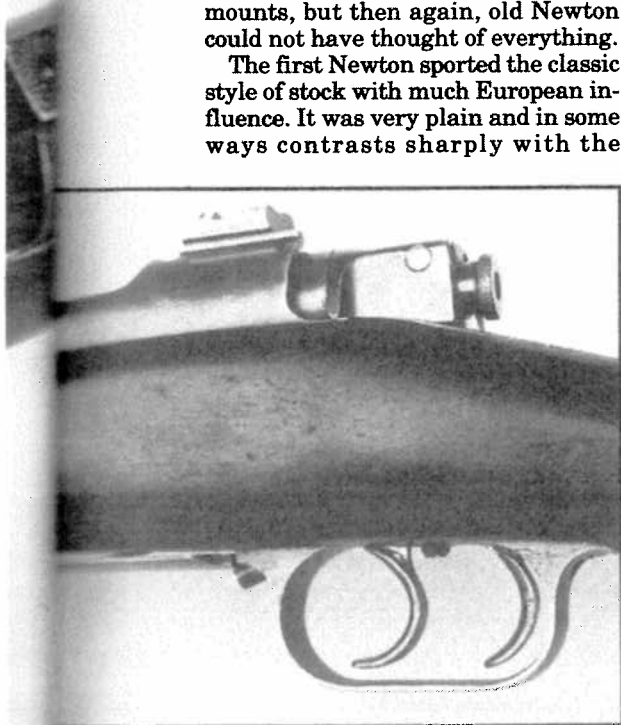 mounts, but then again, old Newton
could not have thought of everything.
The first Newton sported the classic
style of stock with much European in-
fluence. It was very plain and in some
ways contrasts sharply with the